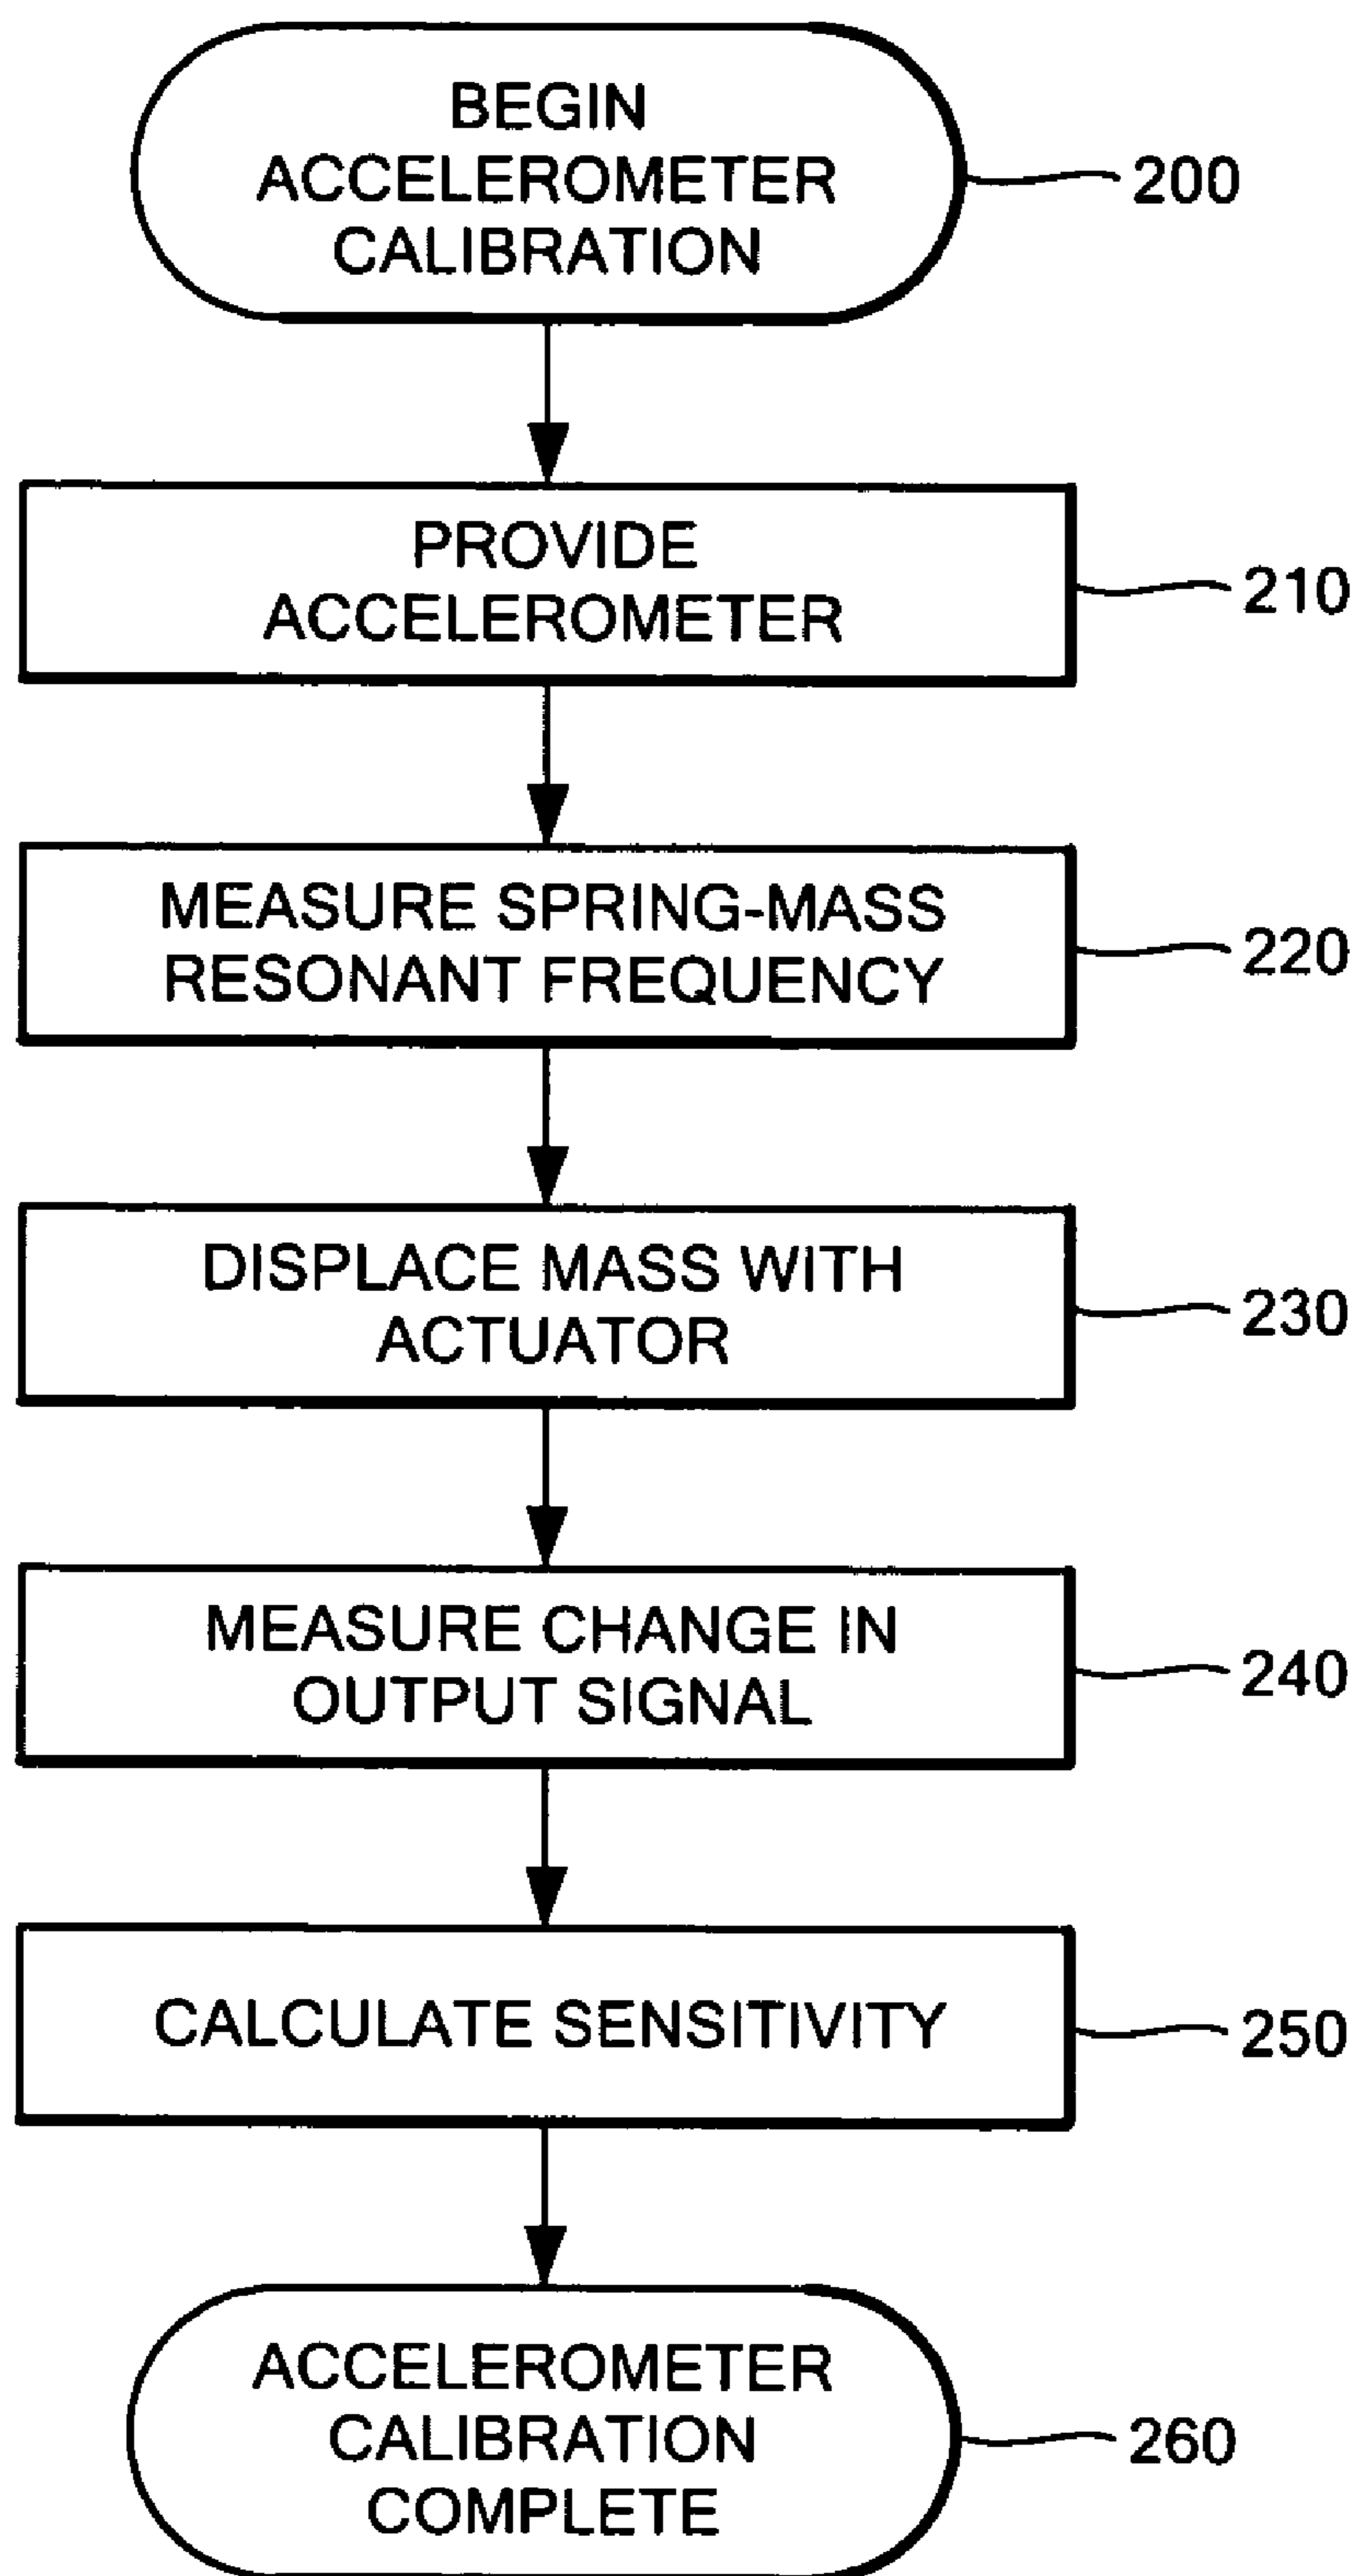 BEGIN
ACCELEROMETER
CALIBRATION
200
PROVIDE
ACCELEROMETER
210
MEASURE SPRING-MASS
RESONANT FREQUENCY
220
DISPLACE MASS WITH
ACTUATOR
230
MEASURE CHANGE IN
OUTPUT SIGNAL
240
CALCULATE SENSITIVITY
250
ACCELEROMETER
CALIBRATION
COMPLETE
260